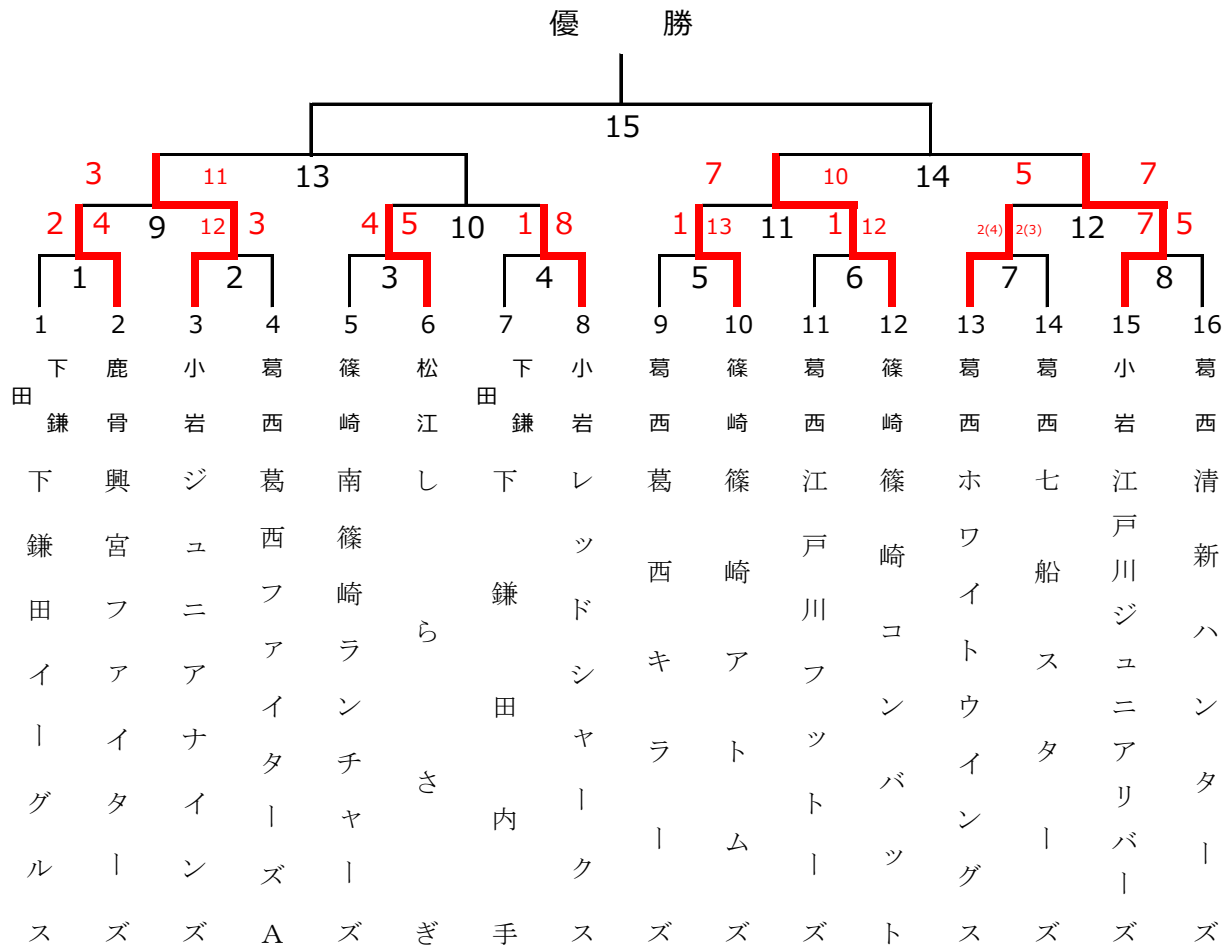 優 勝
15
3 11 13 7 10 14 5 7
2 4 9 12 3 4 5 10 1 8 1 13 11 1 12 2(4) 2(3) 12 7 5
1 2 3 4 5 6 7 8
1 2 3 4 5 6 7 8 9 10 11 12 13 14 15 16
下鎌田
鹿骨
小岩
葛西
篠崎
松江
下鎌田
小岩
葛西
篠崎
葛西
篠崎
葛西
葛西
小岩
葛西
下鎌田イーグルス
興宮ファイターズ
ジュニアナインズ
葛西ファイターズA
南篠崎ランチャーズ
しらさぎ
下鎌田内手
レッドシャークス
葛西キラーズ
篠崎アトムズ
江戸川フットーズ
篠崎コンバット
ホワイトウイングス
七船スターズ
江戸川ジュニアリバーズ
清新ハンターズ